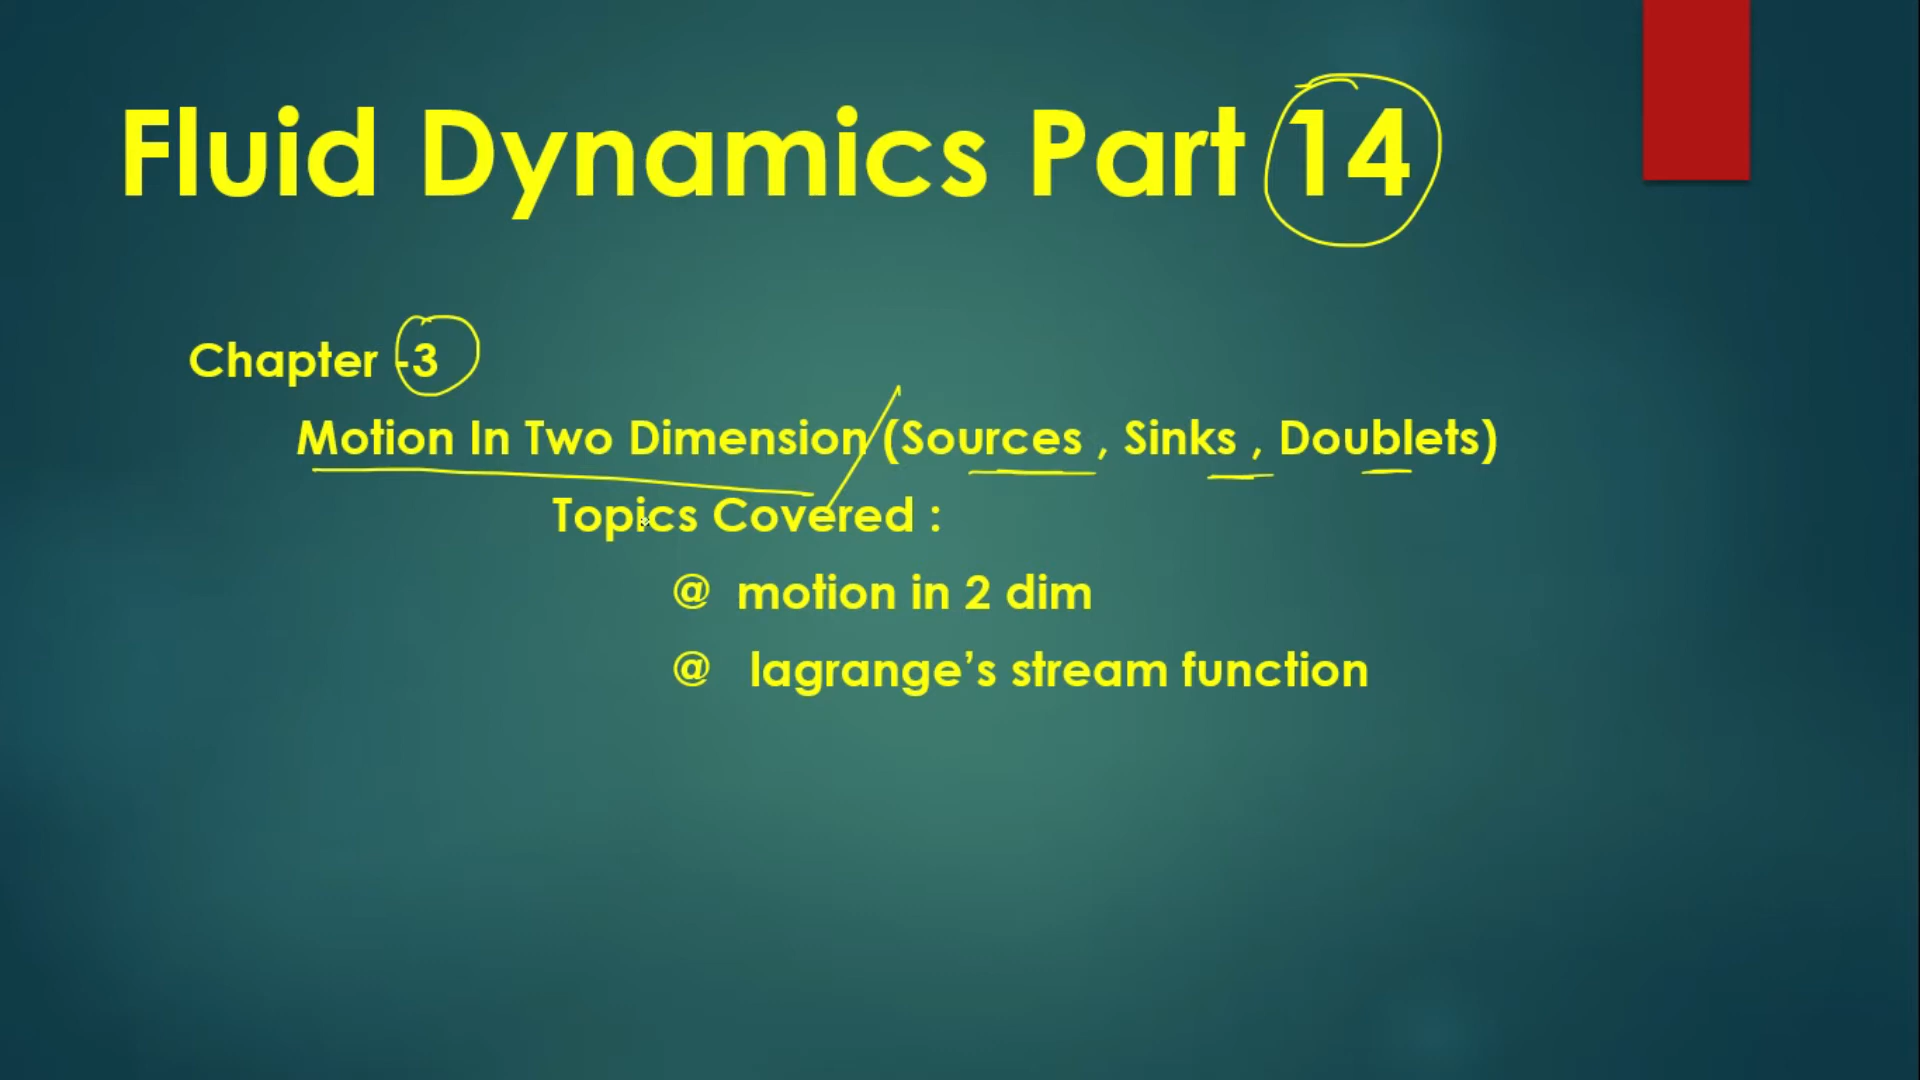 Fluid Dynamics Part 14
Chapter -3
Motion In Two Dimension (Sources , Sinks , Doublets)
Topics Covered :
@ motion in 2 dim
@ lagrange’s stream function